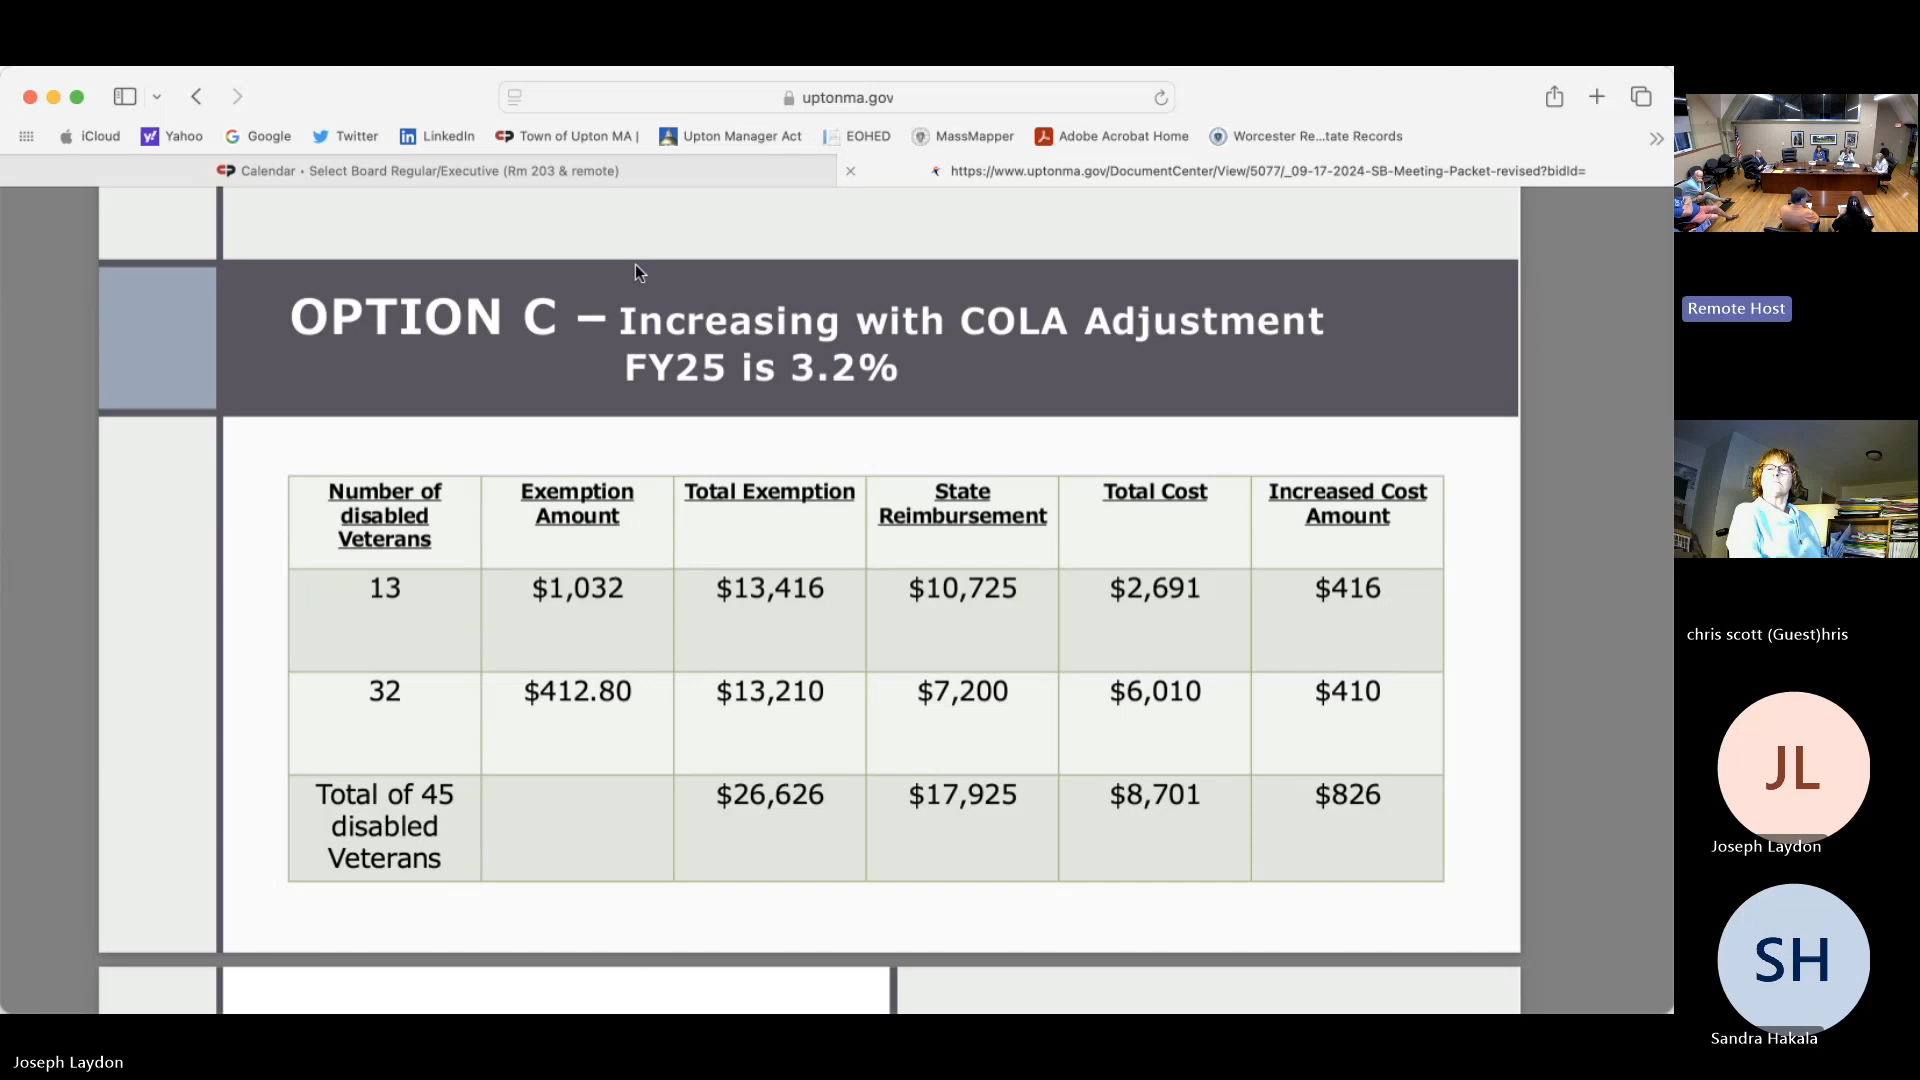 uptonma.gov
iCloud
Yahoo
Google
Twitter
LinkedIn
Town of Upton MA |
Upton Manager Act
EOHED
MassMapper
Adobe Acrobat Home
Worcester Re...tate Records
Calendar • Select Board Regular/Executive (Rm 203 & remote)
https://www.uptonma.gov/DocumentCenter/View/5077/_09-17-2024-SB-Meeting-Packet-revised?bidId=
OPTION C – Increasing with COLA Adjustment
FY25 is 3.2%
Number of
disabled
Veterans
Exemption
Amount
Total Exemption
State
Reimbursement
Total Cost
Increased Cost
Amount
13
$1,032
$13,416
$10,725
$2,691
$416
32
$412.80
$13,210
$7,200
$6,010
$410
Total of 45
disabled
Veterans
$26,626
$17,925
$8,701
$826
Remote Host
chris scott (Guest)hris
JL
Joseph Laydon
SH
Sandra Hakala
Joseph Laydon